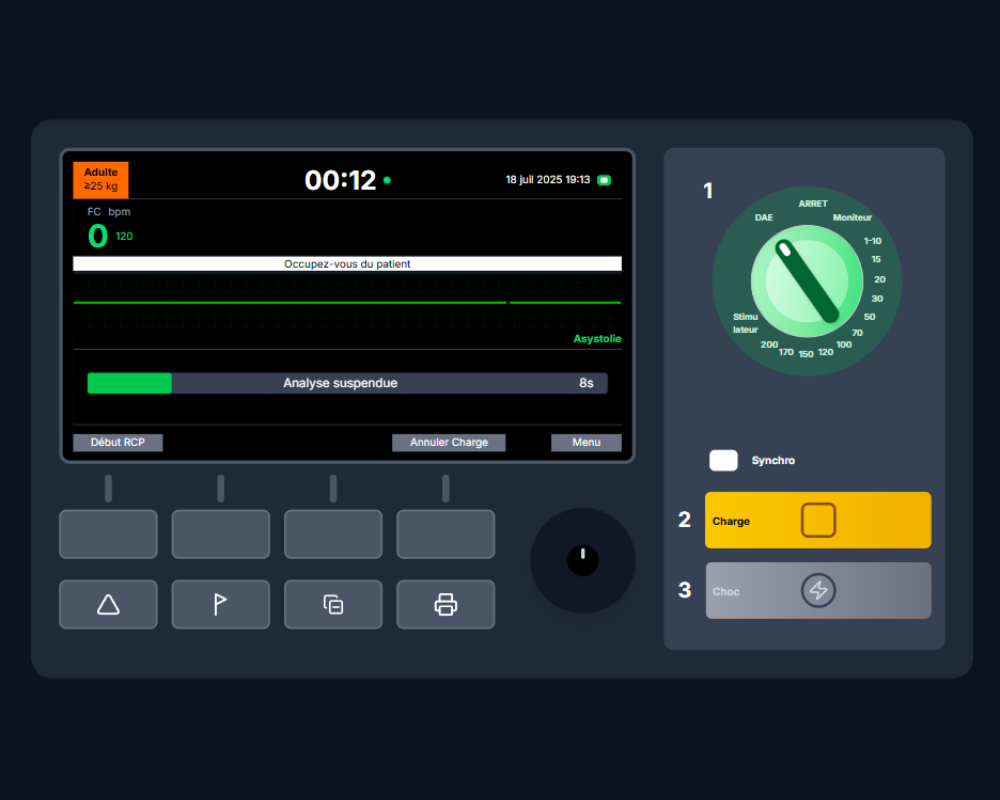 Adulte
≥25 kg
00:12
18 juil 2025 19:13
FC bpm
0 120
Occupez-vous du patient
Asystolie
Analyse suspendue 8s
Début RCP Annuler Charge Menu
1
ARRET
DAE Moniteur
1-10
15
20
30
50
70
100
120
150
170
200
Stimu
lateur
Synchro
2 Charge
3 Choc